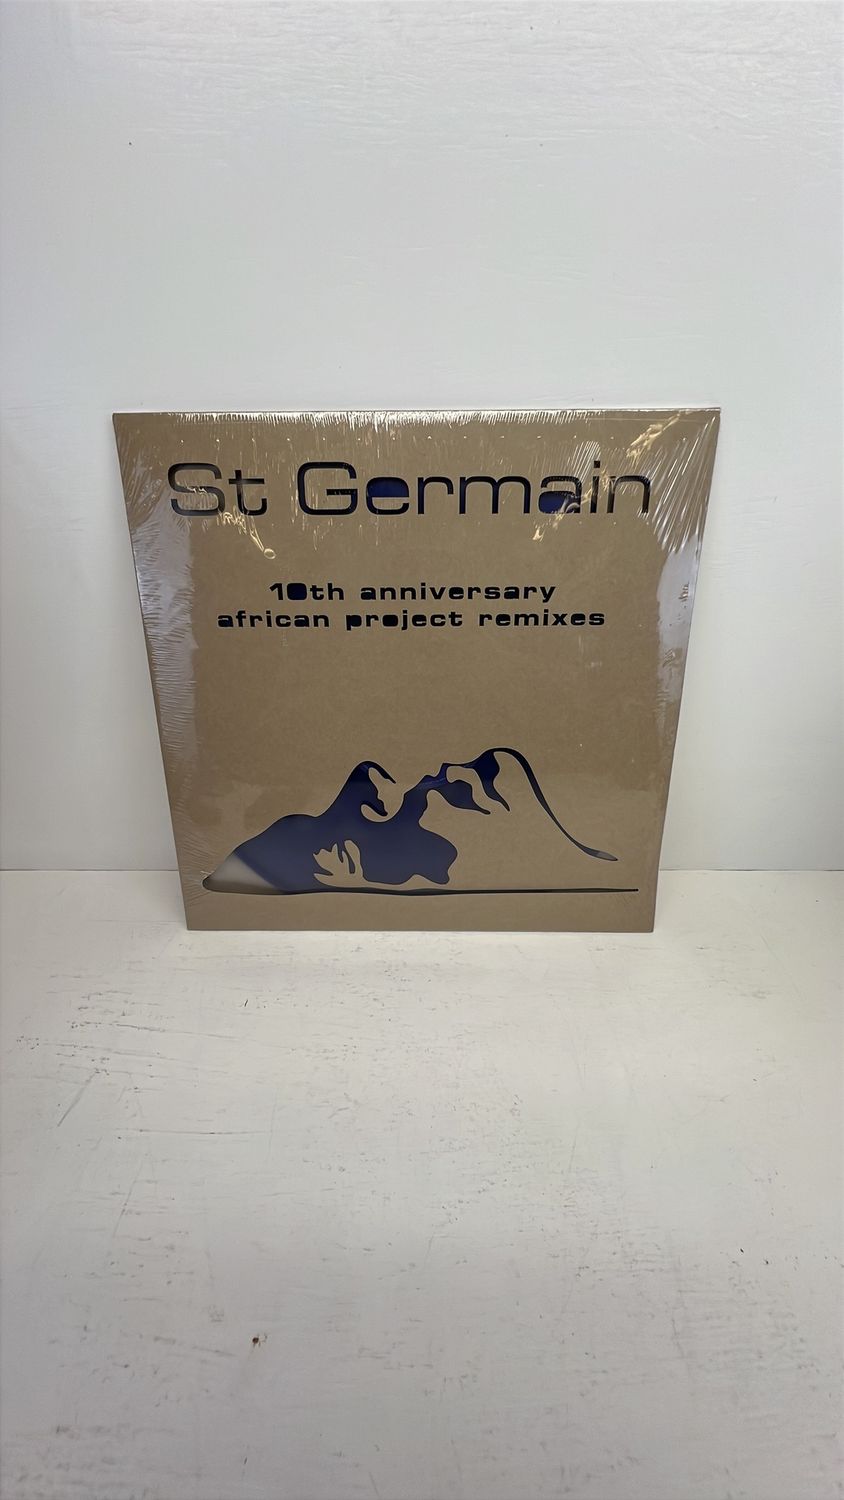 St Germain
10th anniversary
african project remixes